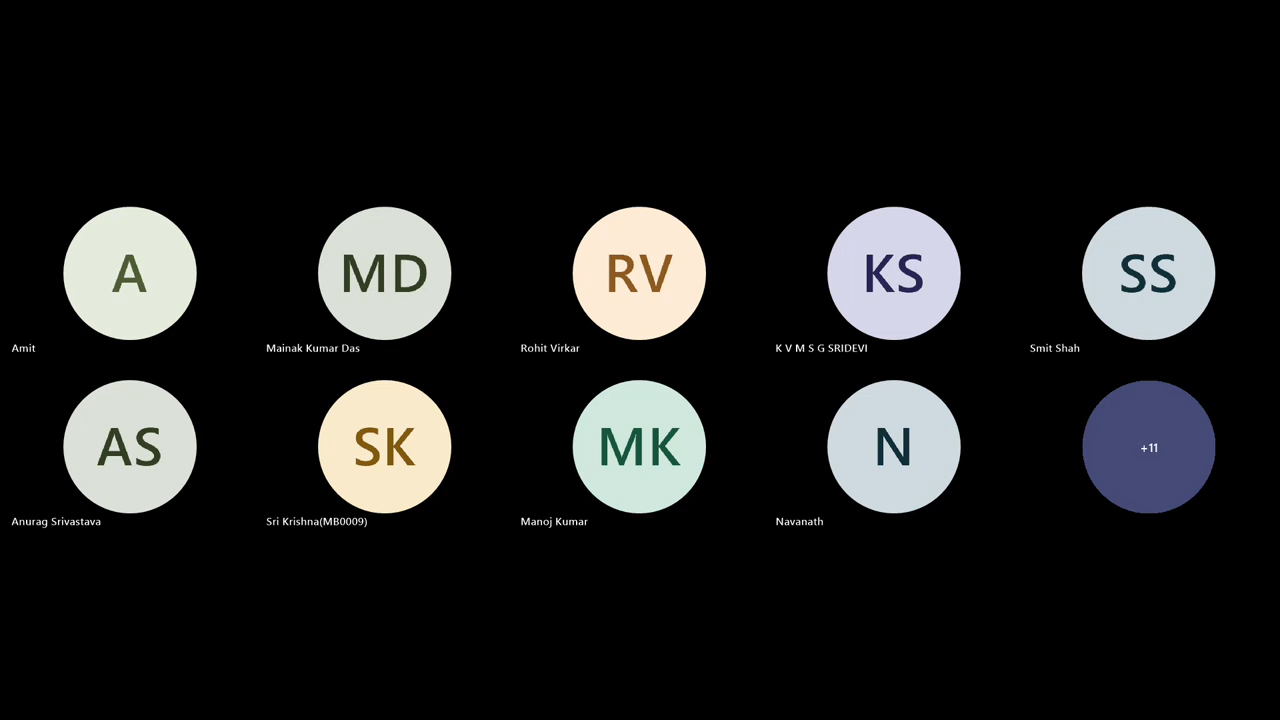 A
MD
RV
KS
SS
Amit
Mainak Kumar Das
Rohit Virkar
K V M S G SRIDEVI
Smit Shah
AS
SK
MK
N
+11
Anurag Srivastava
Sri Krishna(MB0009)
Manoj Kumar
Navanath